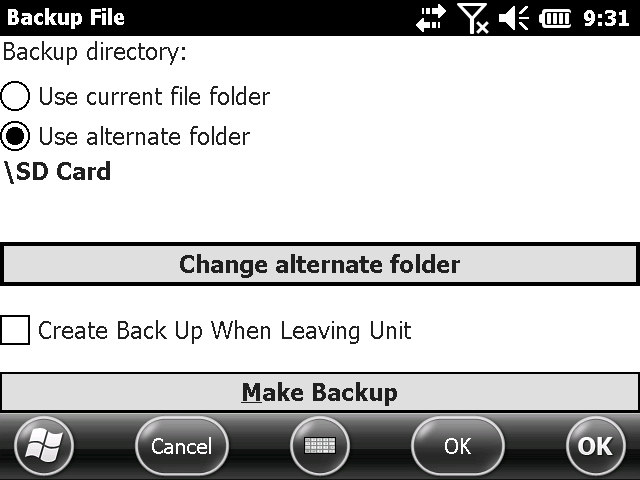 Backup File 9:31
Backup directory:
Use current file folder
Use alternate folder
\SD Card
Change alternate folder
Create Back Up When Leaving Unit
Make Backup
Cancel OK OK